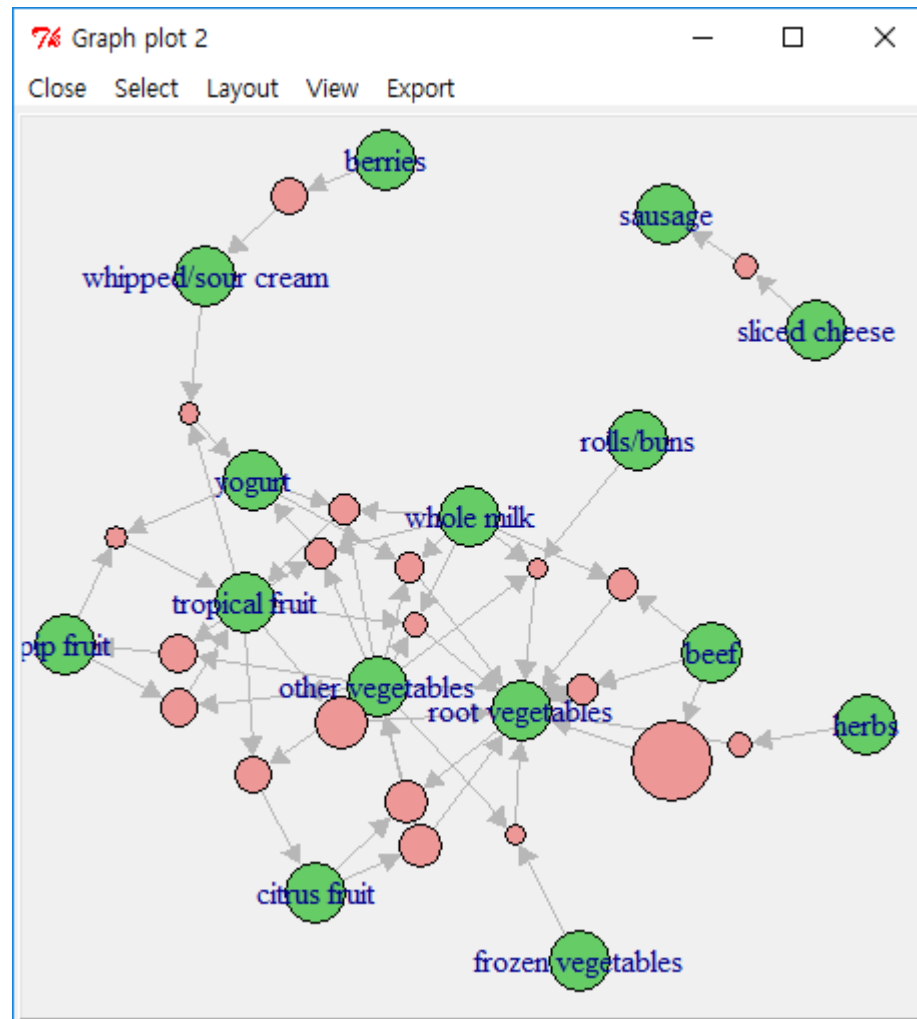 Graph plot 2
Close Select Layout View Export
berries
sausage
whipped/sour cream
sliced cheese
rolls/buns
yogurt
whole milk
tropical fruit
pip fruit
beef
other vegetables
root vegetables
herbs
citrus fruit
frozen vegetables